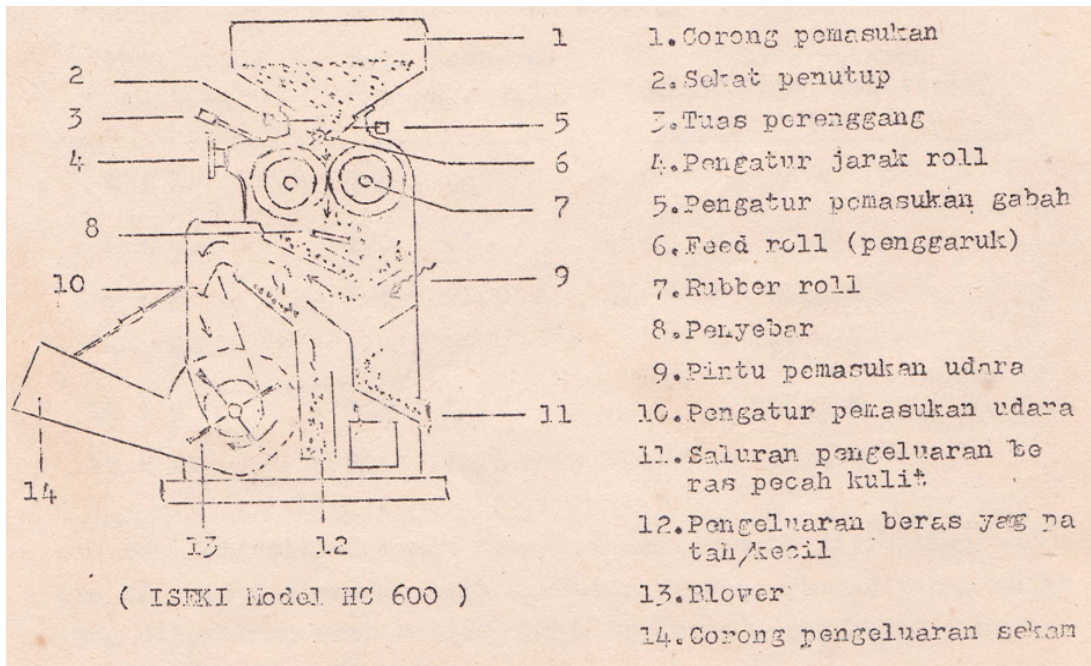 1
2
3
4
5
6
7
8
9
10
11
12
13
14
( ISEKI Model HC 600 )
1.Corong pemasukan
2.Sekat penutup
3.Tuas perenggang
4.Pengatur jarak roll
5.Pengatur pemasukan gabah
6.Feed roll (penggaruk)
7.Rubber roll
8.Penyebar
9.Pintu pemasukan udara
10.Pengatur pemasukan udara
11.Saluran pengeluaran be
ras pecah kulit
12.Pengeluaran beras yag pa
tah/kecil
13.Blower
14.Corong pengeluaran sekam